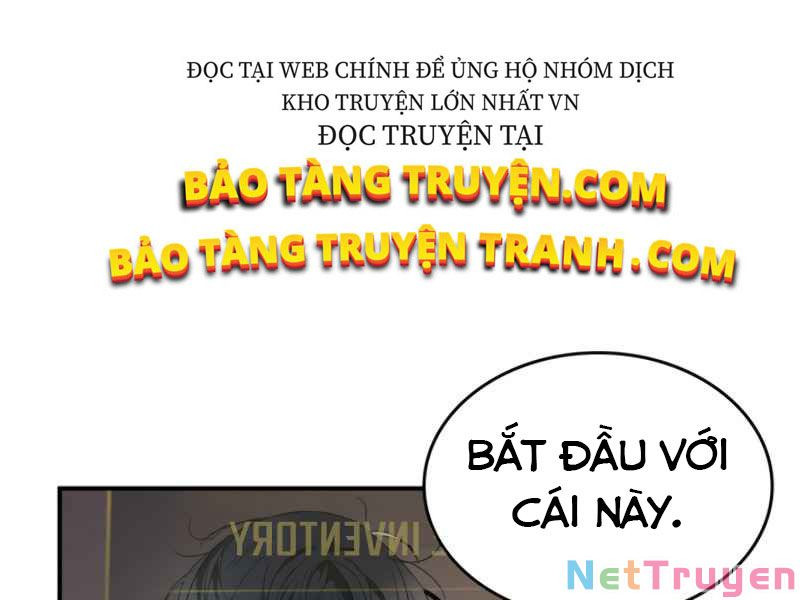 ĐỌC TẠI WEB CHÍNH ĐỂ ỦNG HỘ NHÓM DỊCH
KHO TRUYỆN LỚN NHẤT VN
ĐỌC TRUYỆN TẠI
BẢO TÀNG TRUYỆN.COM
BẢO TÀNG TRUYỆN TRANH.COM
BẮT ĐẦU VỚI
CÁI NÀY.
INVENTORY
NetTruyen